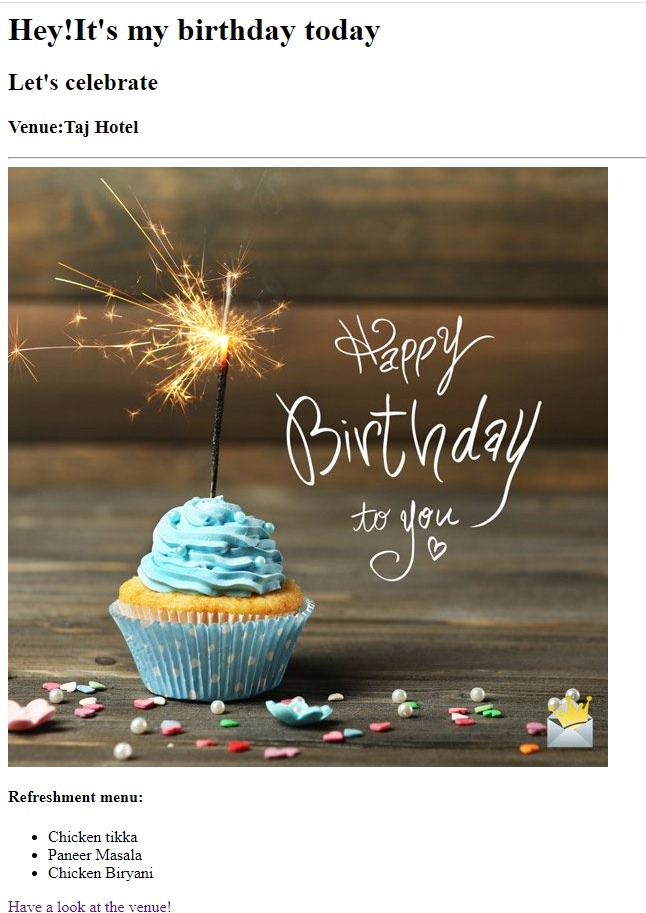 Hey!It's my birthday today
Let's celebrate
Venue:Taj Hotel
Happy
Birthday
to you
Refreshment menu:
Chicken tikka
Paneer Masala
Chicken Biryani
Have a look at the venue!